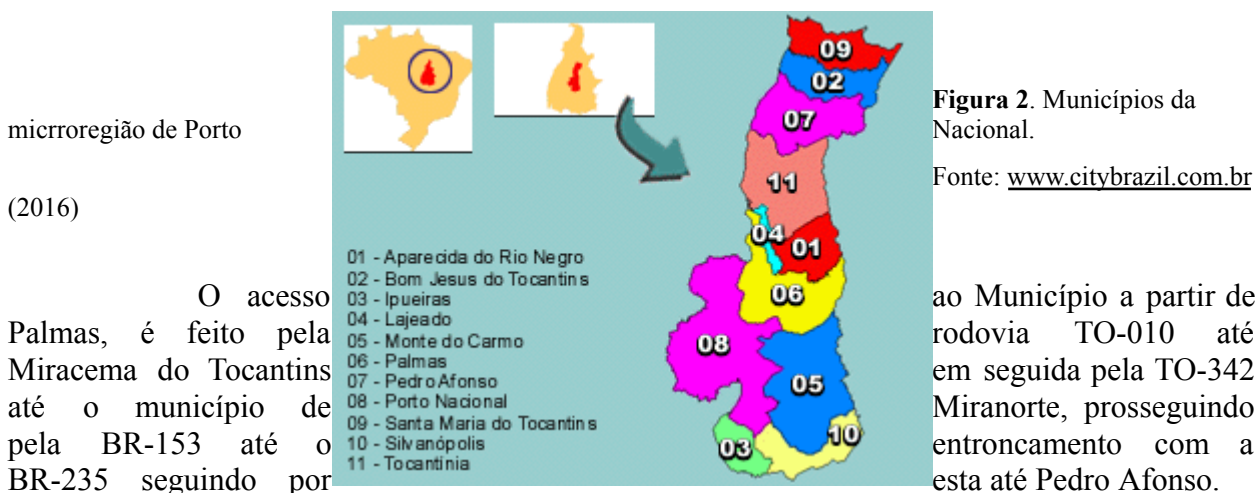 Figura 2. Municípios da
micrroregião de Porto Nacional.
Fonte: www.citybrazil.com.br
(2016)
09
02
07
11
04
01
06
08
05
03
10
01 - Aparecida do Rio Negro
02 - Bom Jesus do Tocantins
03 - Ipueiras
04 - Lajeado
05 - Monte do Carmo
06 - Palmas
07 - Pedro Afonso
08 - Porto Nacional
09 - Santa Maria do Tocantins
10 - Silvanópolis
11 - Tocantínia
O acesso ao Município a partir de
Palmas, é feito pela rodovia TO-010 até
Miracema do Tocantins em seguida pela TO-342
até o município de Miranorte, prosseguindo
pela BR-153 até o entroncamento com a
BR-235 seguindo por esta até Pedro Afonso.